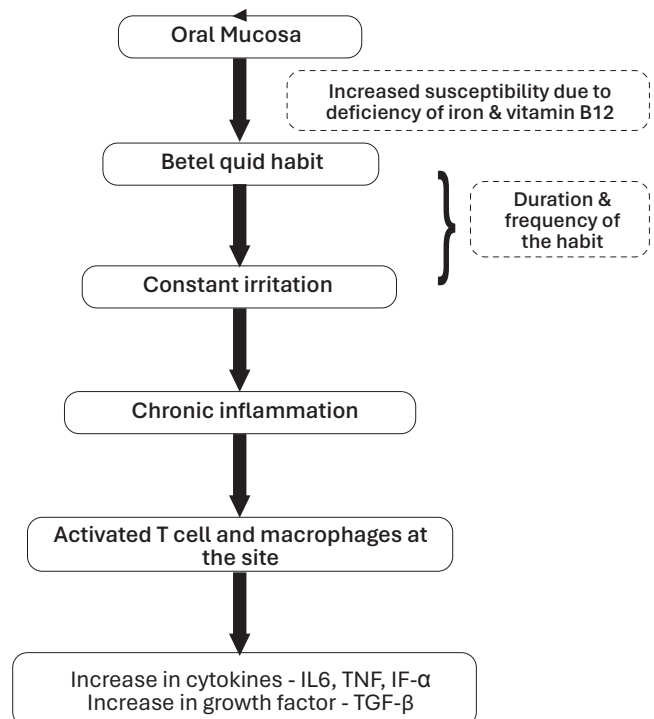 Oral Mucosa
Increased susceptibility due to
deficiency of iron & vitamin B12
Betel quid habit
Duration &
frequency of
the habit
Constant irritation
Chronic inflammation
Activated T cell and macrophages at
the site
Increase in cytokines - IL6, TNF, IF-α
Increase in growth factor - TGF-β